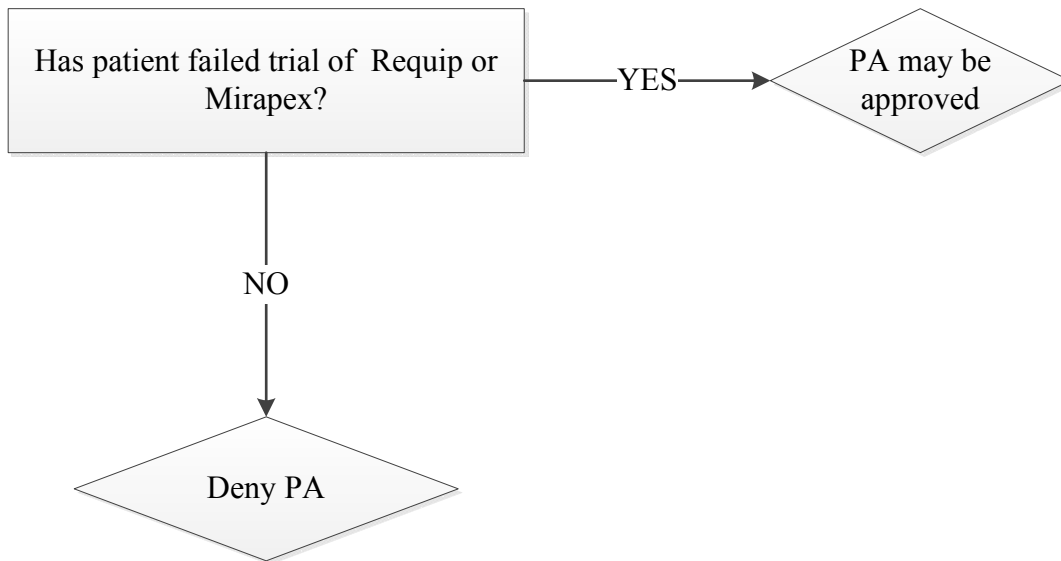 Has patient failed trial of  Requip or
Mirapex?
YES
PA may be
approved
NO
Deny PA